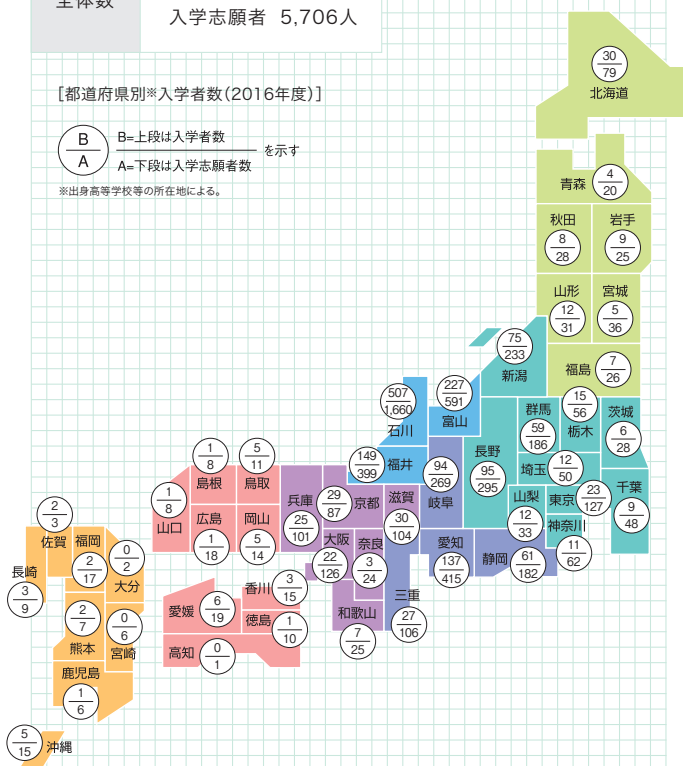 全体数
入学志願者 5,706人
[都道府県別※入学者数(2016年度)]
B
A
B=上段は入学者数
A=下段は入学志願者数
を示す
※出身高等学校等の所在地による。
30
79
北海道
青森
4
20
秋田
8
28
岩手
9
25
山形
12
31
宮城
5
36
福島
7
26
75
233
新潟
15
56
栃木
群馬
59
186
茨城
6
28
227
591
富山
507
1,660
石川
149
399
福井
長野
95
295
埼玉
12
50
千葉
9
48
東京
23
127
山梨
12
33
神奈川
11
62
94
269
岐阜
愛知
137
415
静岡
61
182
三重
27
106
滋賀
30
104
29
87
京都
兵庫
25
101
大阪
22
126
奈良
3
24
和歌山
7
25
1
8
島根
5
11
鳥取
1
8
山口
広島
1
18
岡山
5
14
香川
3
15
愛媛
6
19
徳島
1
10
高知
0
1
2
3
佐賀
福岡
2
17
0
2
大分
長崎
3
9
2
7
熊本
0
6
宮崎
鹿児島
1
6
5
15
沖縄